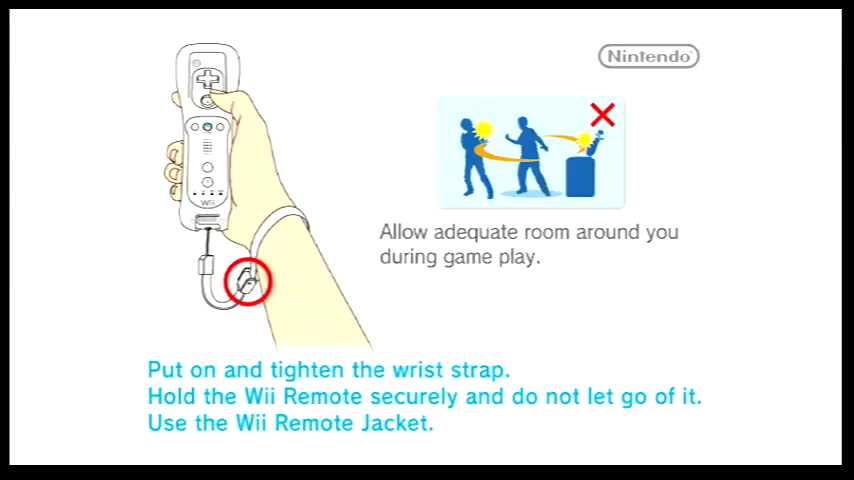 Nintendo
Wii
Allow adequate room around you
during game play.
Put on and tighten the wrist strap.
Hold the Wii Remote securely and do not let go of it.
Use the Wii Remote Jacket.